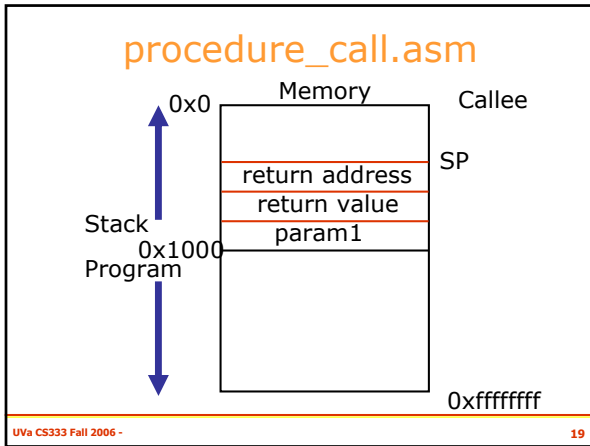 procedure_call.asm
Memory
0x0
Callee
SP
return address
return value
Stack
param1
0x1000
Program
0xffffffff
UVa CS333 Fall 2006 -
19